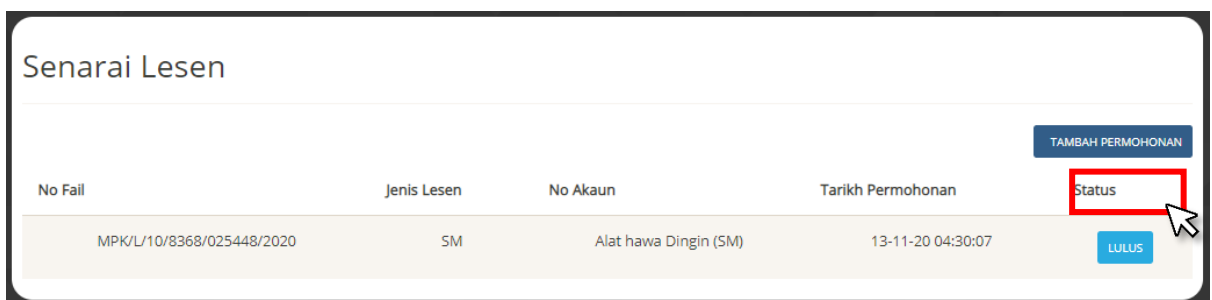 Senarai Lesen
TAMBAH PERMOHONAN
No Fail Jenis Lesen No Akaun Tarikh Permohonan Status
MPK/L/10/8368/025448/2020 SM Alat hawa Dingin (SM) 13-11-20 04:30:07 LULUS